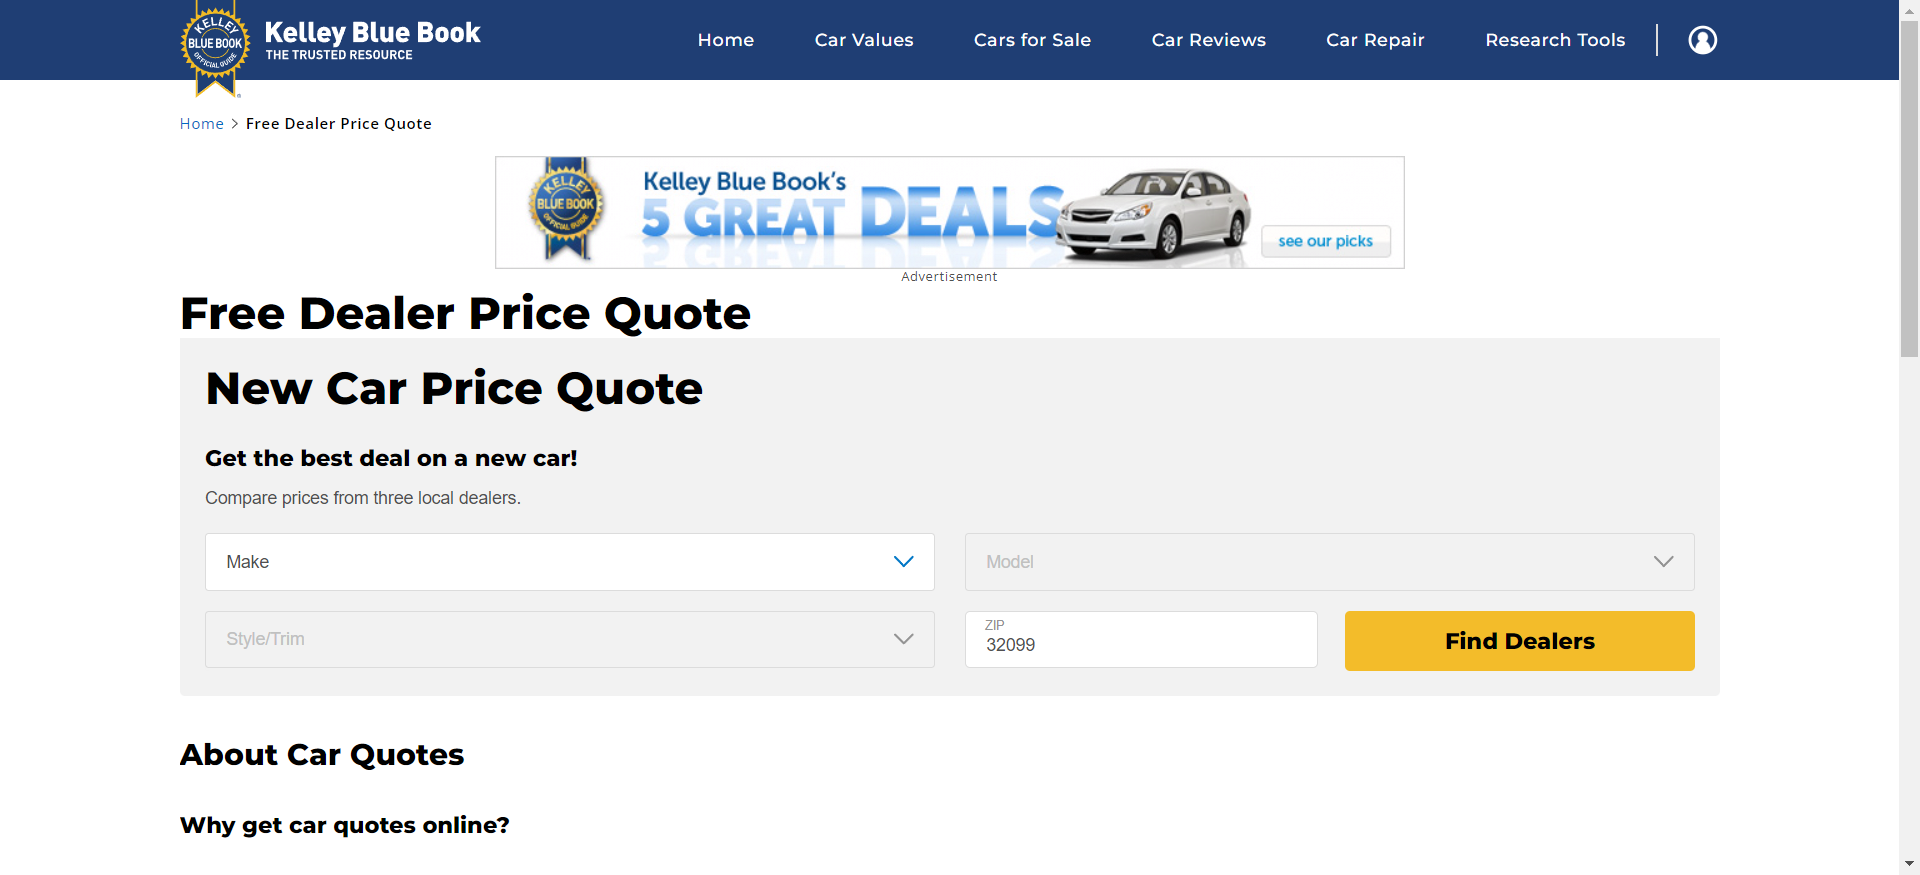 KELLEY
BLUE BOOK
OFFICIAL GUIDE
Kelley Blue Book
THE TRUSTED RESOURCE
Home
Car Values
Cars for Sale
Car Reviews
Car Repair
Research Tools
Home > Free Dealer Price Quote
KELLEY
BLUE BOOK
OFFICIAL GUIDE
Kelley Blue Book's
5 GREAT DEALS
see our picks
Advertisement
Free Dealer Price Quote
New Car Price Quote
Get the best deal on a new car!
Compare prices from three local dealers.
Make
Model
Style/Trim
ZIP
32099
Find Dealers
About Car Quotes
Why get car quotes online?